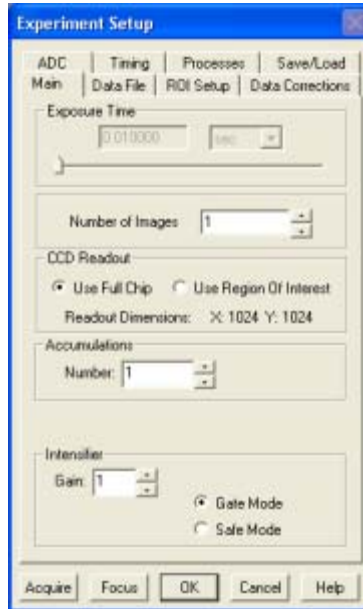 Experiment Setup
ADC Timing Processes Save/Load
Main Data File ROI Setup Data Corrections
Exposure Time
0.010000 sec
Number of Images 1
CCD Readout
Use Full Chip Use Region Of Interest
Readout Dimensions: X: 1024 Y: 1024
Accumulations
Number: 1
Intensifier
Gain: 1
Gate Mode
Safe Mode
Acquire Focus OK Cancel Help